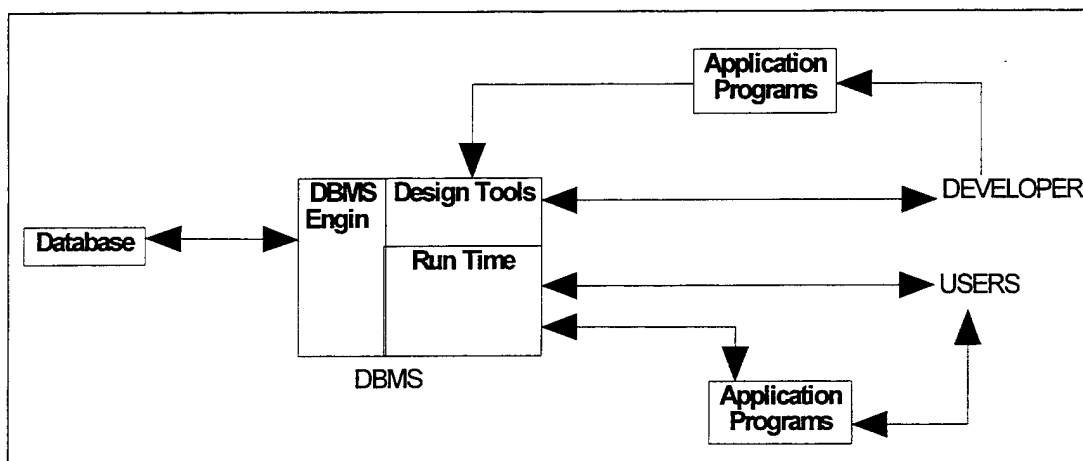 Application
Programs
DBMS
Engin
Design Tools
DEVELOPER
Database
Run Time
USERS
DBMS
Application
Programs